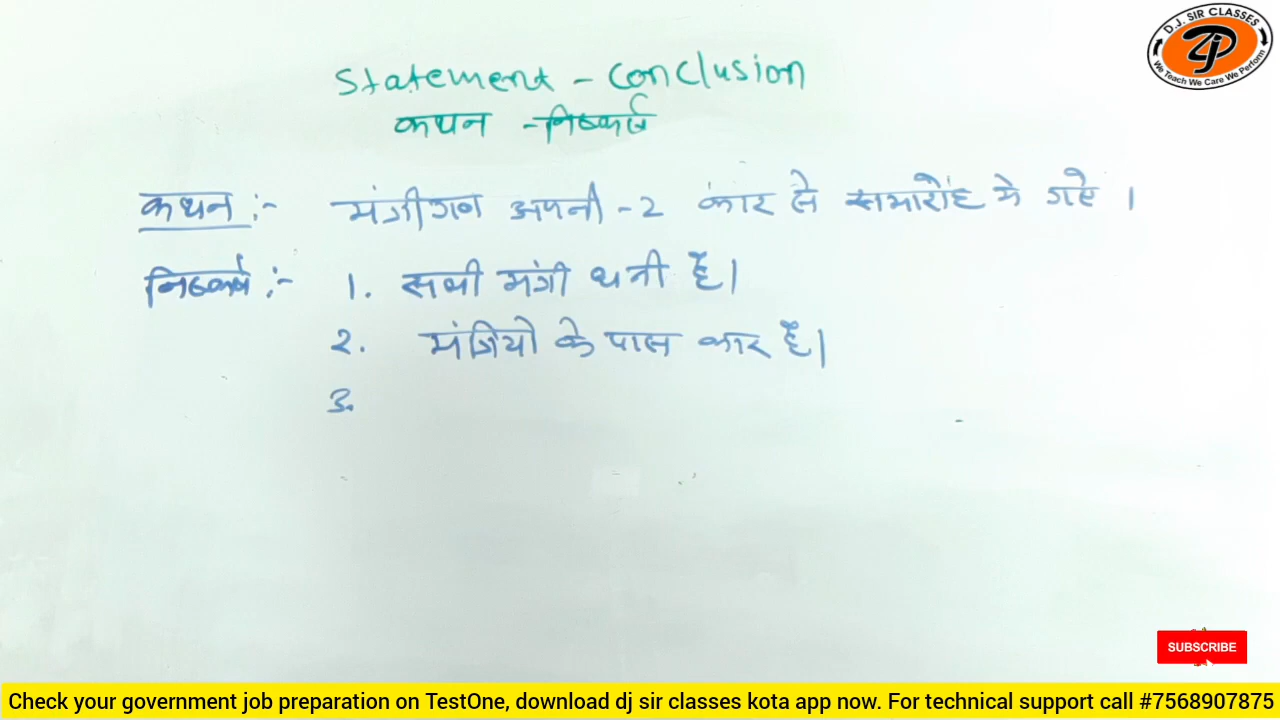 D.J. SIR CLASSES
We Teach We Care We Perform
Statement - Conclusion
कथन - निष्कर्ष
कथन :- मंत्रीगण अपनी -2 कार से समारोह मे गए ।
निष्कर्ष :- 1. सभी मंत्री धनी हैं।
2. मंत्रियो के पास कार हैं।
3.
SUBSCRIBE
Check your government job preparation on TestOne, download dj sir classes kota app now. For technical support call #7568907875